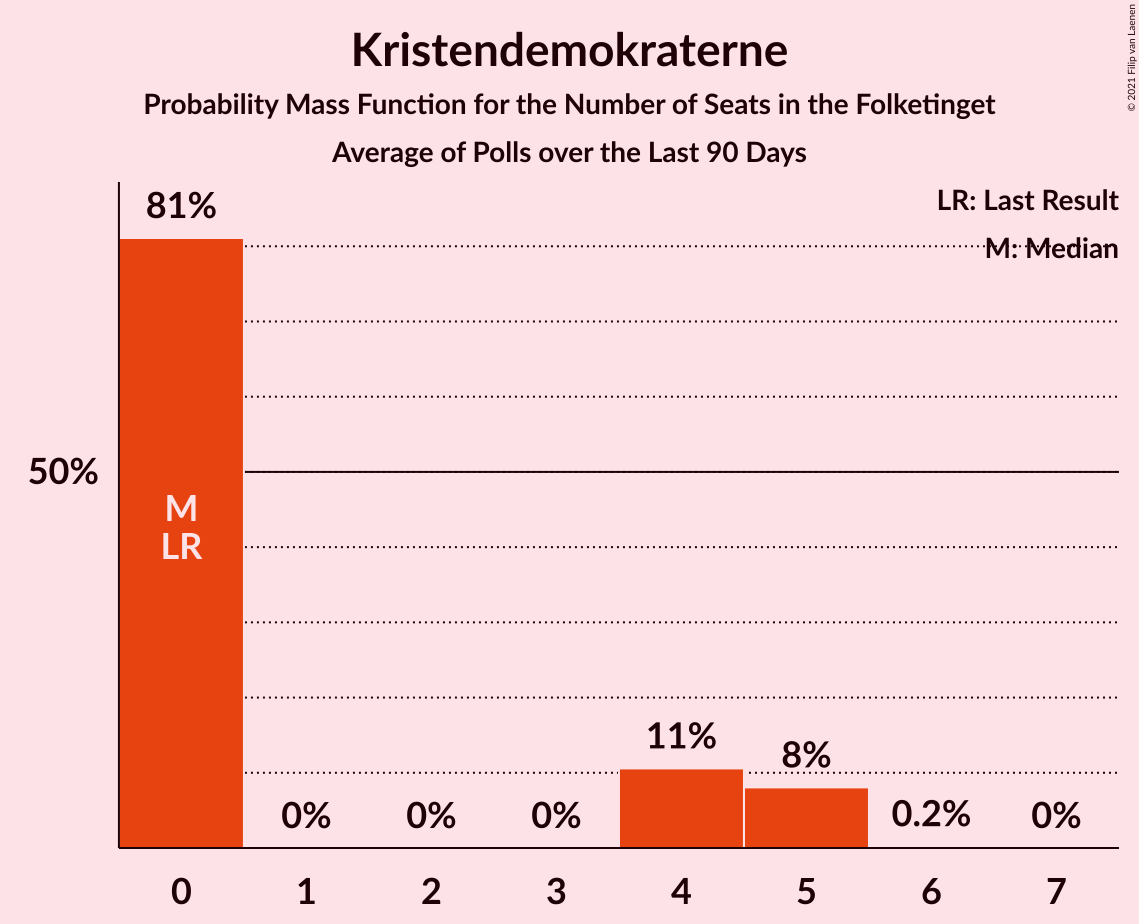 Kristendemokraterne
Probability Mass Function for the Number of Seats in the Folketinget
Average of Polls over the Last 90 Days
© 2021 Filip van Laenen
LR: Last Result
M: Median
81%
50%
M
LR
0%
0%
0%
11%
8%
0.2%
0%
0
1
2
3
4
5
6
7